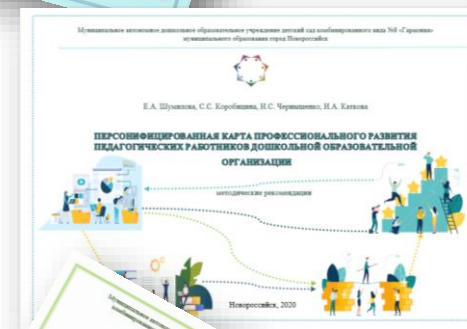 Муниципальное автономное дошкольное образовательное учреждение детский сад комбинированного вида №8 «Гармония»
муниципального образования город Новороссийск
Е.А. Шумилова, С.С. Коробицина, Н.С. Чернышенко, И.А. Каткова
ПЕРСОНИФИЦИРОВАННАЯ КАРТА ПРОФЕССИОНАЛЬНОГО РАЗВИТИЯ
ПЕДАГОГИЧЕСКИХ РАБОТНИКОВ ДОШКОЛЬНОЙ ОБРАЗОВАТЕЛЬНОЙ
ОРГАНИЗАЦИИ
методические рекомендации
Новороссийск, 2020